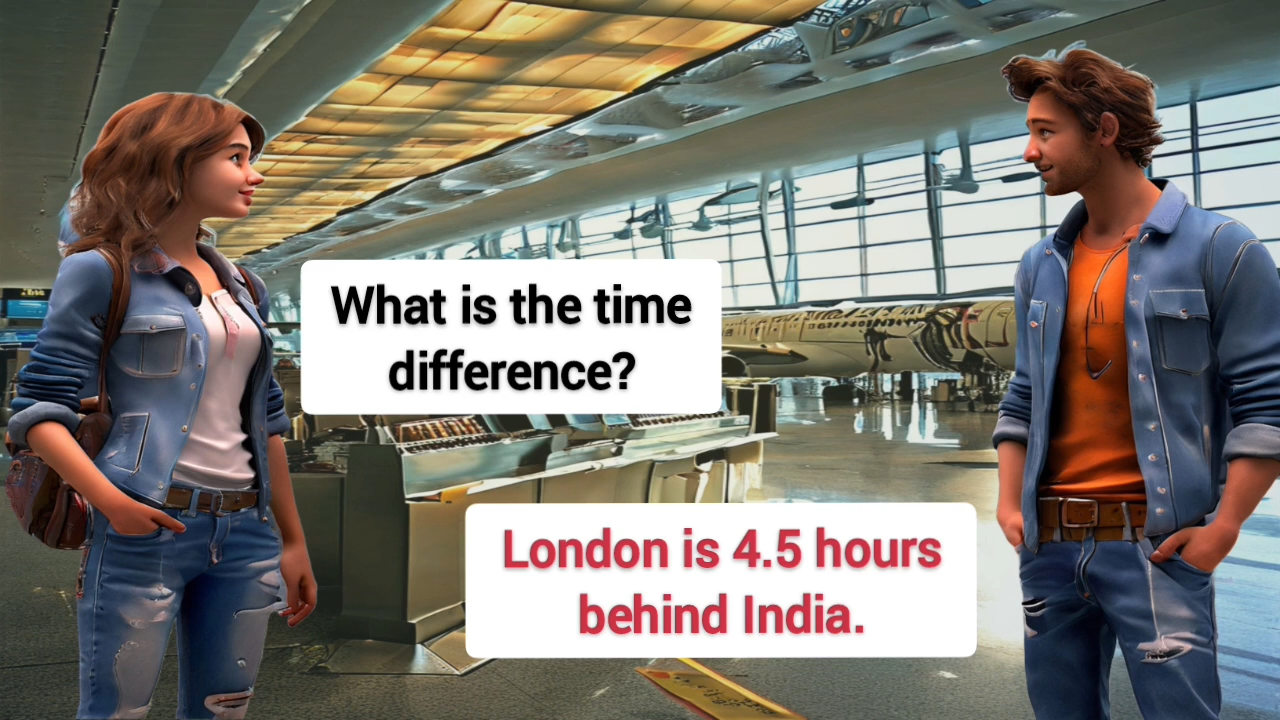 What is the time
difference?
London is 4.5 hours
behind India.